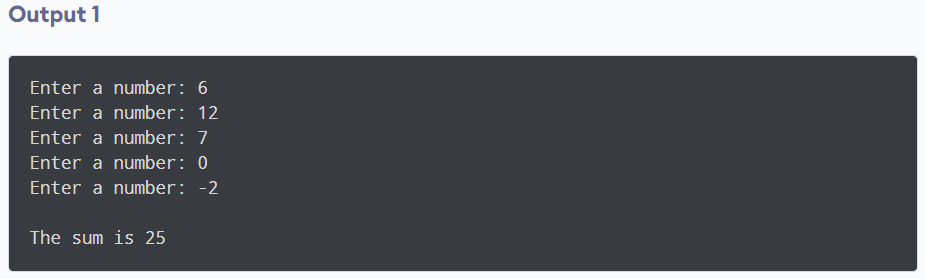 Output 1
Enter a number: 6
Enter a number: 12
Enter a number: 7
Enter a number: 0
Enter a number: -2
The sum is 25